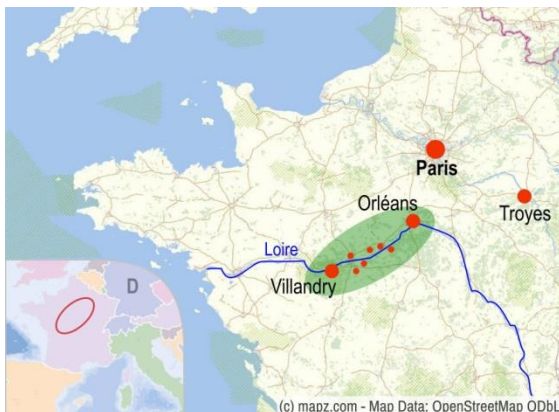 Paris
Orléans
Troyes
Loire
Villandry
D
(c) mapz.com - Map Data: OpenStreetMap ODbL